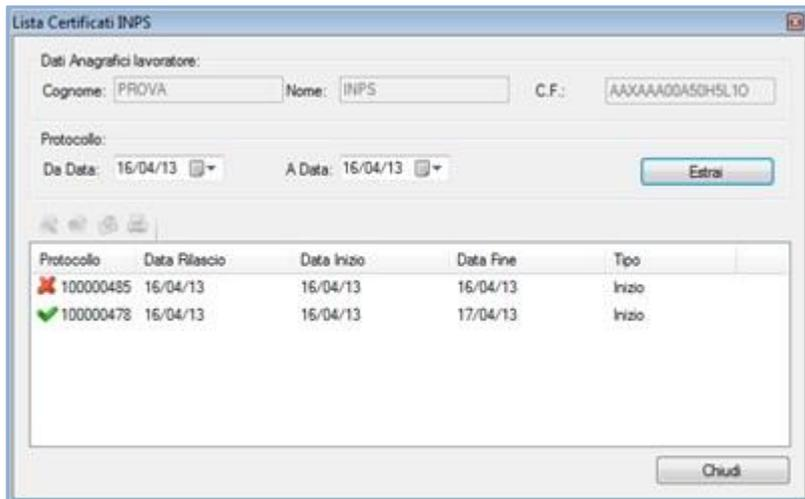 Lista Certificati INPS
Dati Anagrafici lavoratore:
Cognome: PROVA Nome: INPS C.F.: AAXAAA00A50H5L1O
Protocollo:
Da Data: 16/04/13 A Data: 16/04/13 Estrai
Protocollo Data Rilascio Data Inizio Data Fine Tipo
100000485 16/04/13 16/04/13 16/04/13 Inizio
100000478 16/04/13 16/04/13 17/04/13 Inizio
Chiudi